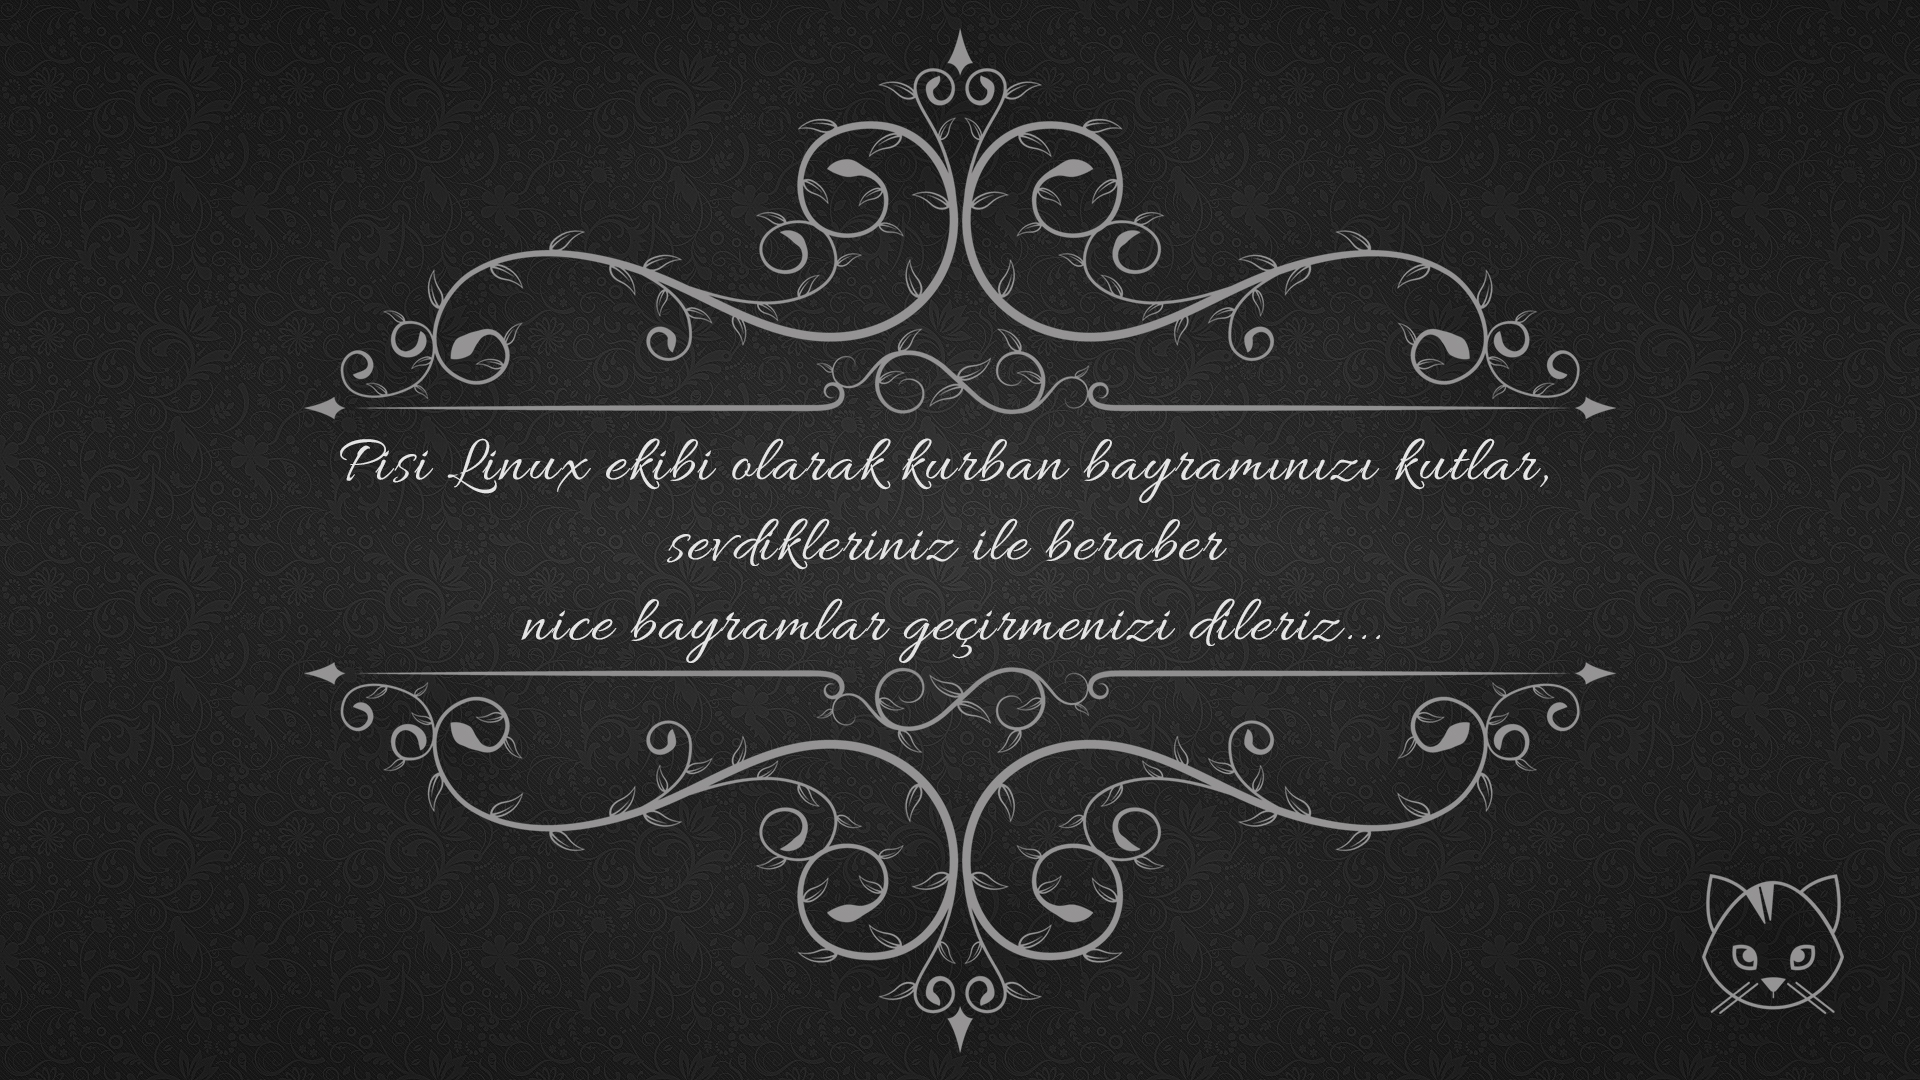 Pisi Linux ekibi olarak kurban bayramınızı kutlar,
sevdikleriniz ile beraber
nice bayramlar geçirmenizi dileriz...